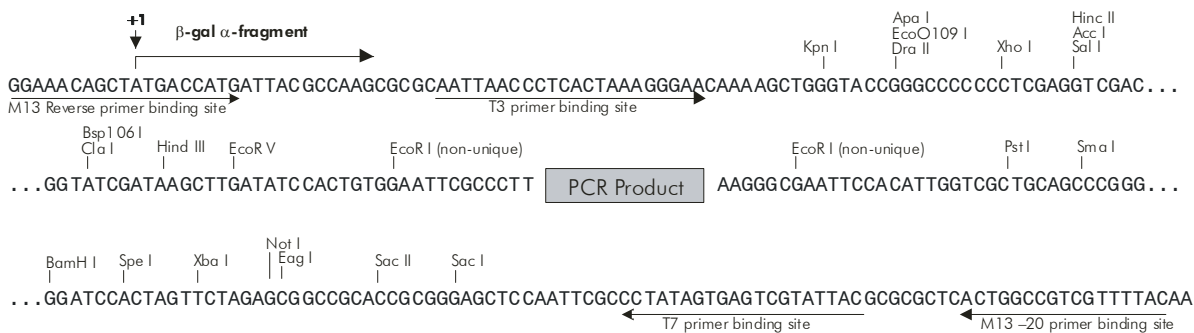 +1
β-gal α-fragment
Apa I
EcoO109 I
Dra II
Kpn I
Xho I
Hinc II
Acc I
Sal I
GGAAACAGCTATGACCATGATTACGCCAAGCGCGCAATTAACCCTCACTAAAGGGAACAAAAGCTGGGTACCGGGCCCCCCCTCGAGGTCGAC...
M13 Reverse primer binding site
T3 primer binding site
Bsp106 I
Cla I
Hind III
EcoR V
EcoR I (non-unique)
EcoR I (non-unique)
Pst I
Sma I
...GGTATCGATAAGCTTGATATCCACTGTGGAATTCGCCCTT PCR Product AAGGGCGAATTCCACATTGGTCGCTGCAGCCCGGG...
Not I
BamH I
Spe I
Xba I
Eag I
Sac II
Sac I
...GGATCCACTAGTTCTAGAGCGGCCGCACCGCGGGAGCTCCAATTCGCCCTATAGTGAGTCGTATTACGCGCGCTCACTGGCCGTCGTTTTACAA
T7 primer binding site
M13 –20 primer binding site